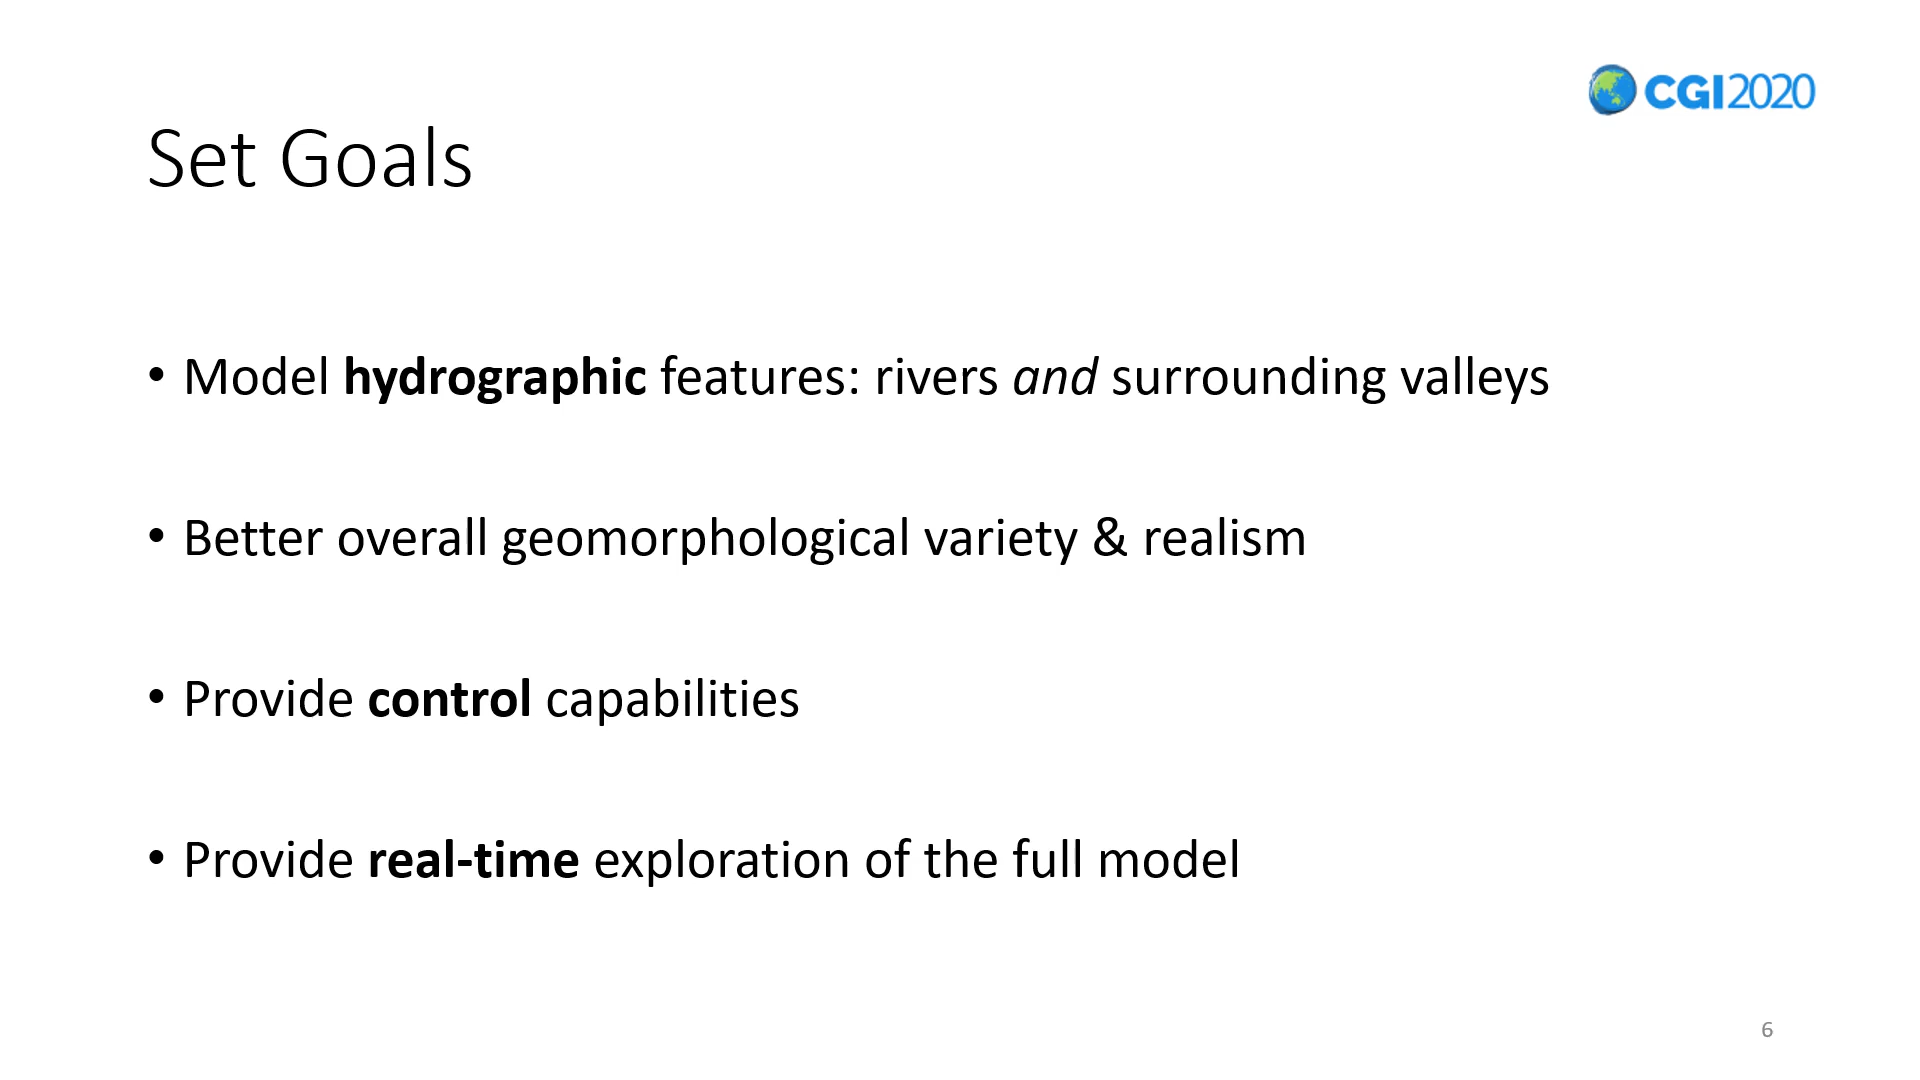 CGI2020
Set Goals
• Model hydrographic features: rivers and surrounding valleys
• Better overall geomorphological variety & realism
• Provide control capabilities
• Provide real-time exploration of the full model
6